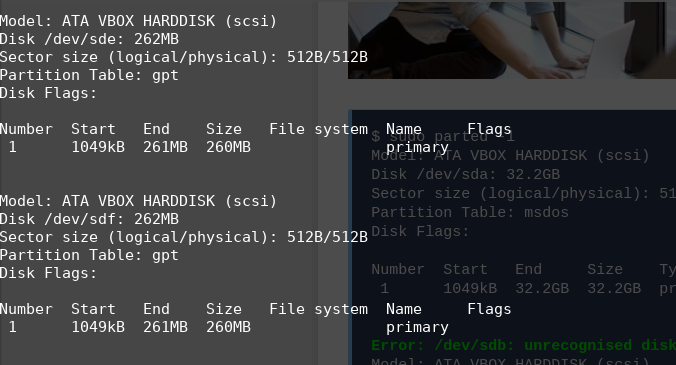 Model: ATA VBOX HARDDISK (scsi)
Disk /dev/sde: 262MB
Sector size (logical/physical): 512B/512B
Partition Table: gpt
Disk Flags:
Number  Start   End    Size   File system  Name     Flags
 1      1049kB  261MB  260MB               primary
Model: ATA VBOX HARDDISK (scsi)
Disk /dev/sdf: 262MB
Sector size (logical/physical): 512B/512B
Partition Table: gpt
Disk Flags:
Number  Start   End    Size   File system  Name     Flags
 1      1049kB  261MB  260MB               primary
$ sudo parted -l
Model: ATA VBOX HARDDISK (scsi)
Disk /dev/sda: 32.2GB
Sector size (logical/physical): 51
Partition Table: msdos
Disk Flags:
Number  Start   End     Size    Ty
 1      1049kB  32.2GB  32.2GB  pr
Error: /dev/sdb: unrecognised disk
Model: ATA VBOX HARDDISK (scsi)